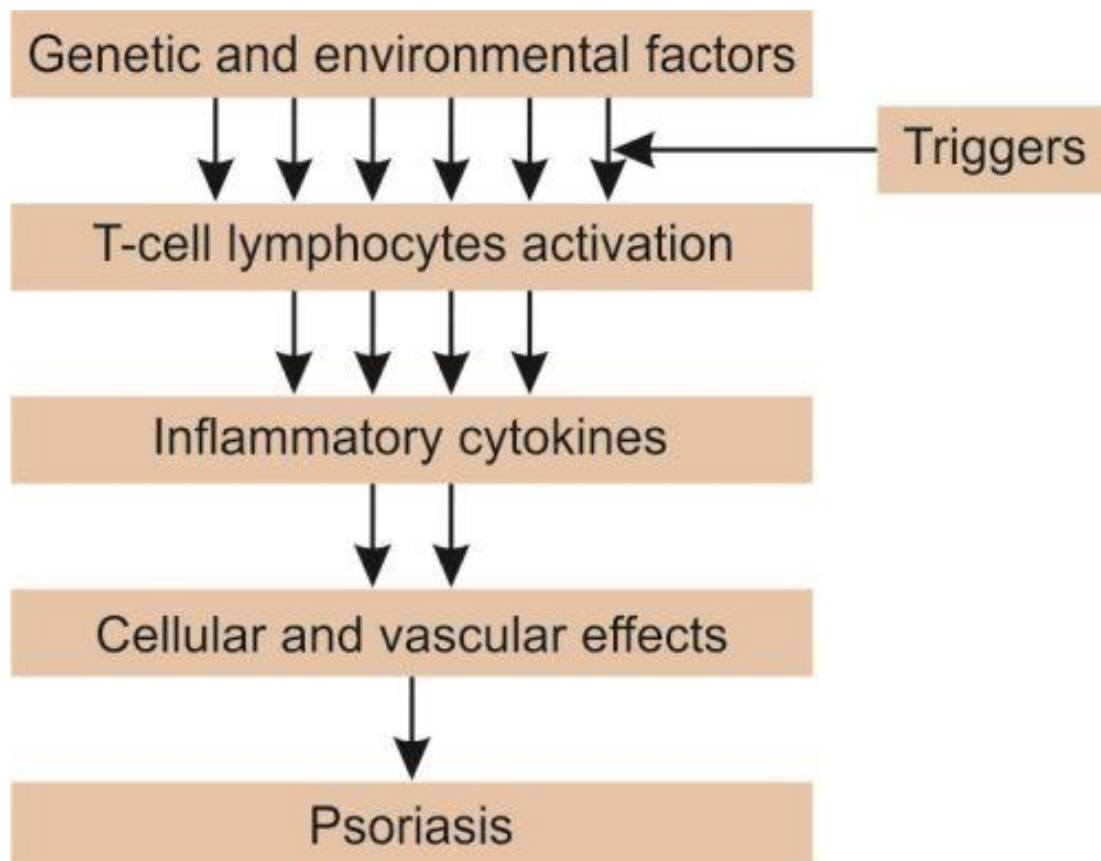 Genetic and environmental factors
Triggers
T-cell lymphocytes activation
Inflammatory cytokines
Cellular and vascular effects
Psoriasis